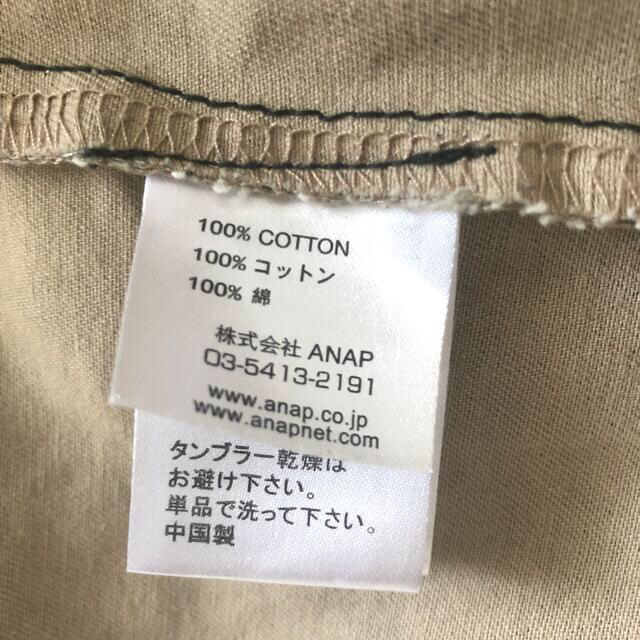 100% COTTON
100% コットン
100% 綿
株式会社 ANAP
03-5413-2191
www.anap.co.jp
www.anapnet.com
タンブラー乾燥は
お避け下さい。
単品で洗って下さい。
中国製